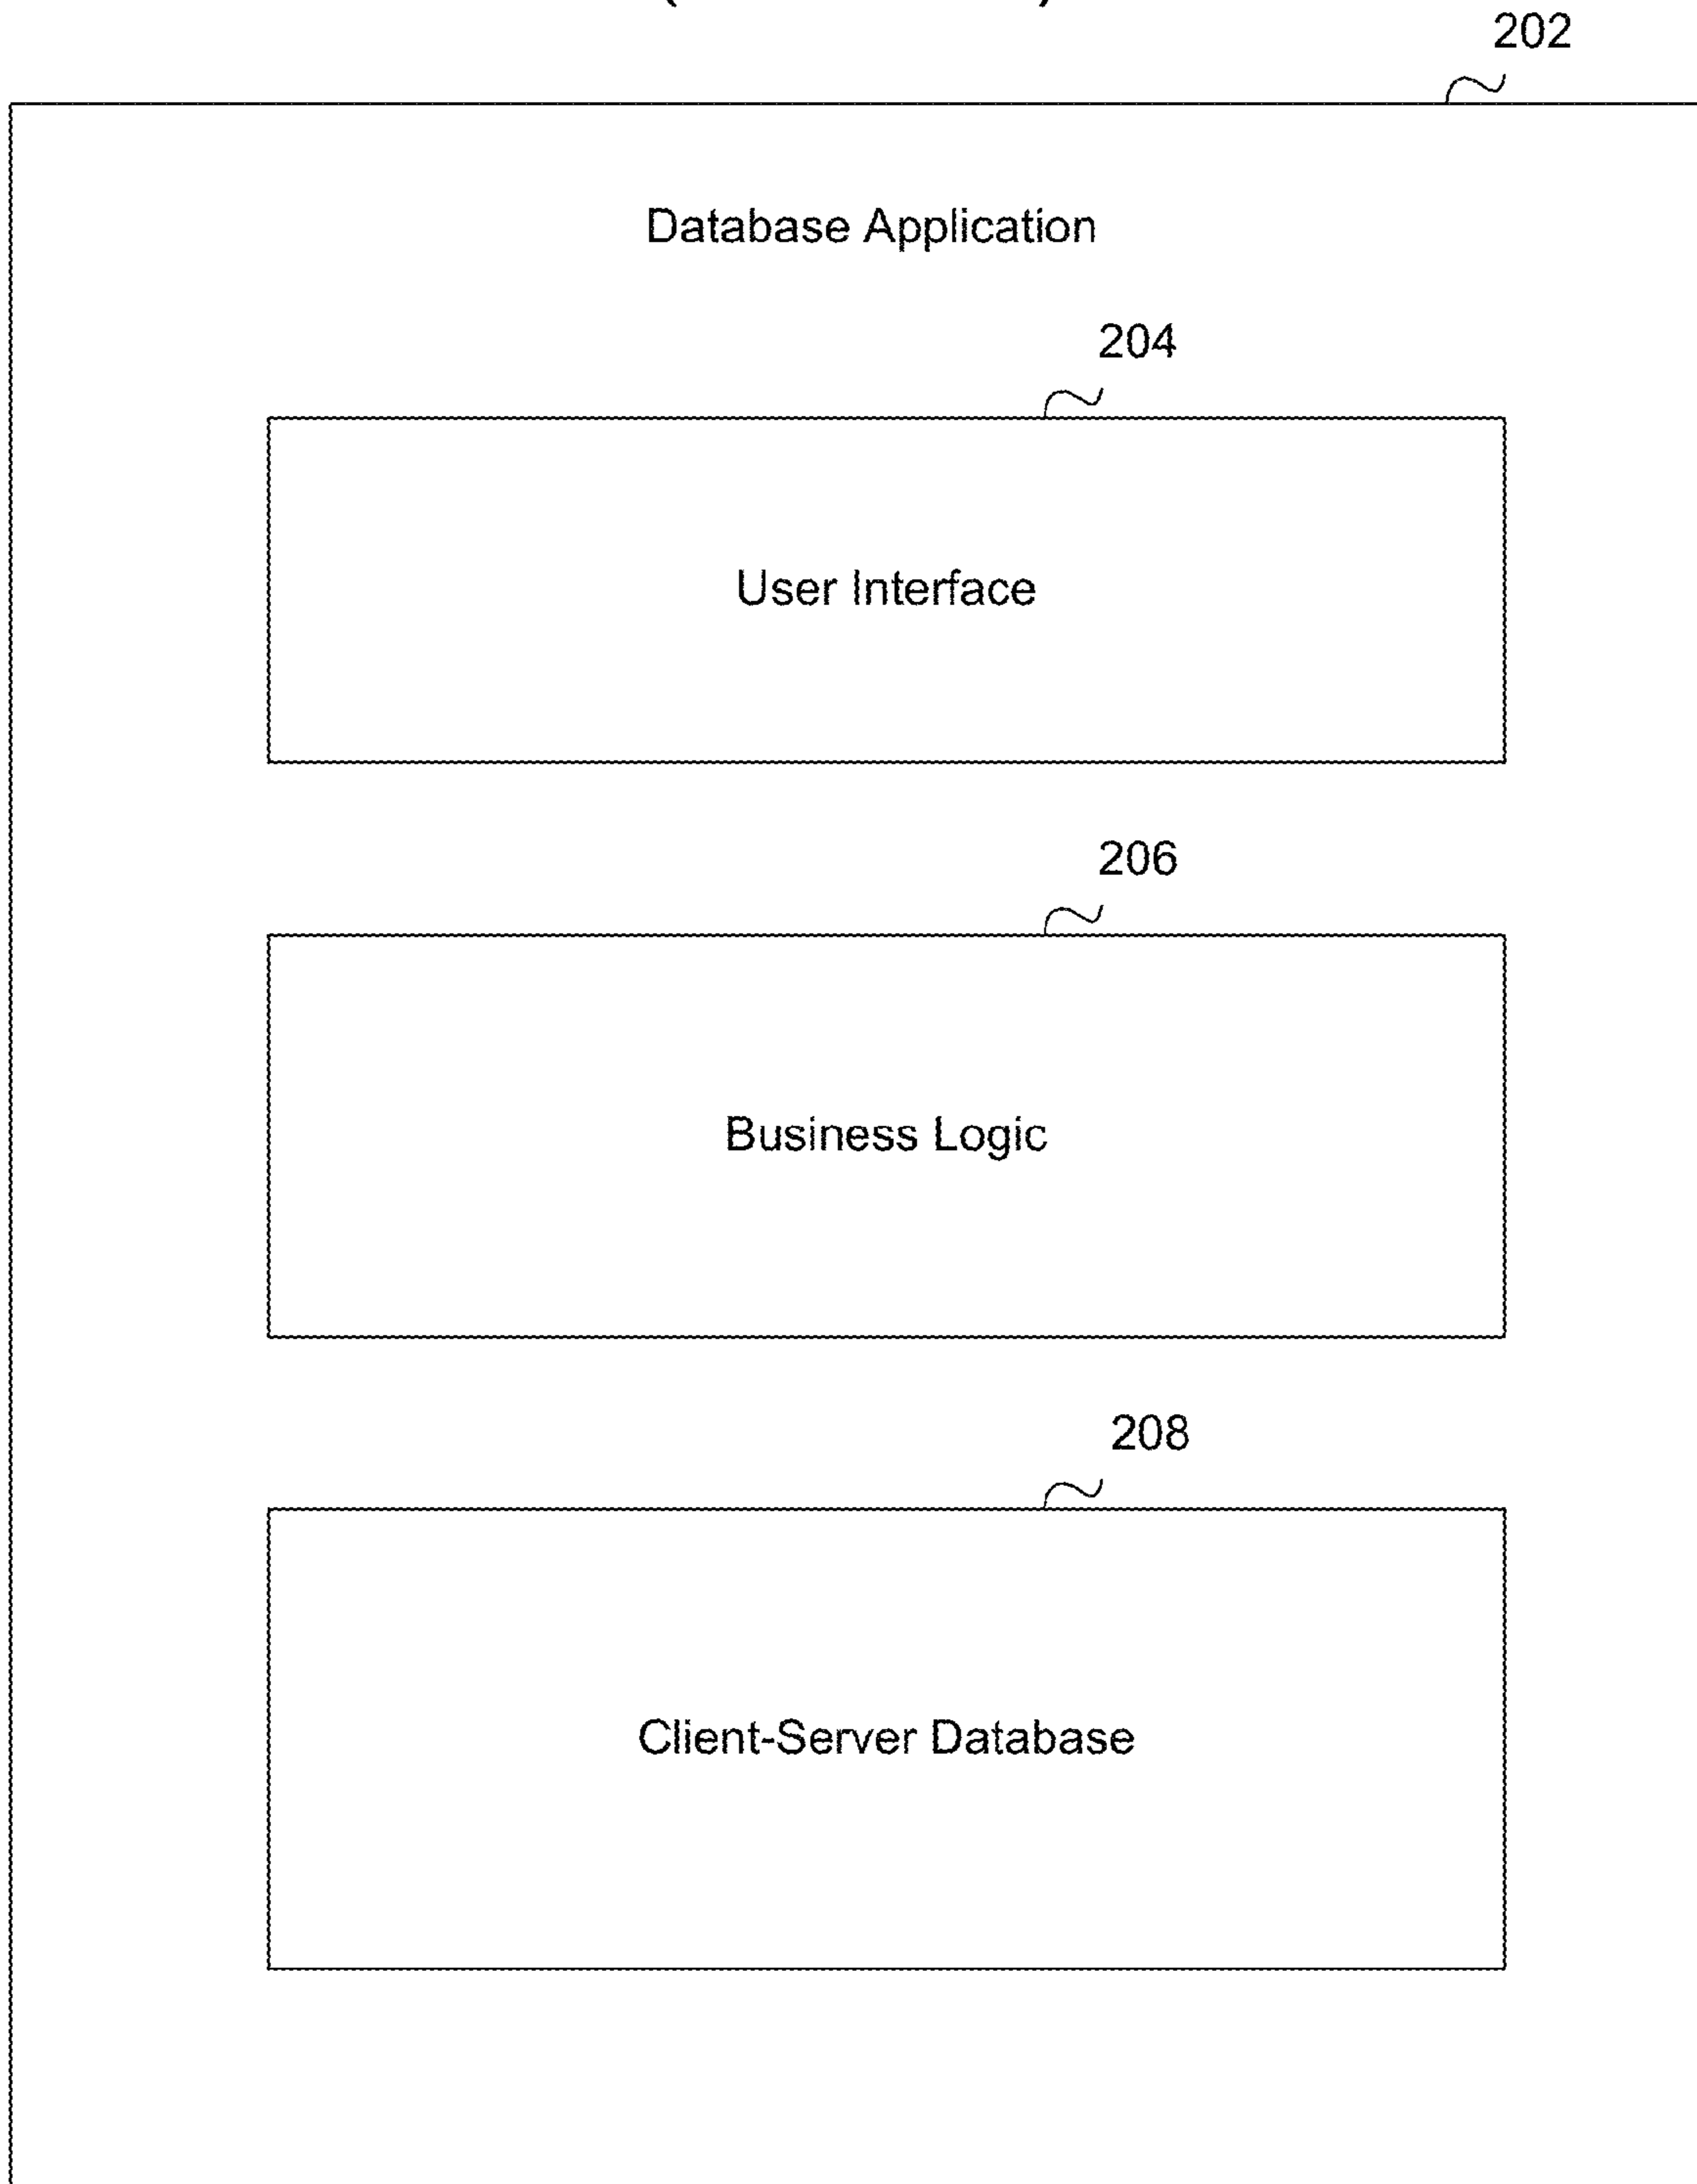 202
Database Application
204
User Interface
206
Business Logic
208
Client-Server Database